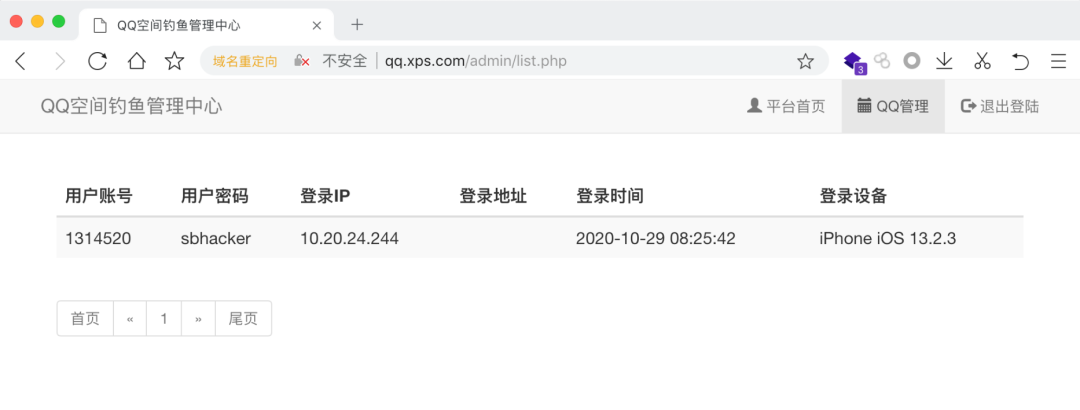 QQ空间钓鱼管理中心
域名重定向 不安全 qq.xps.com/admin/list.php 3
QQ空间钓鱼管理中心 平台首页 QQ管理 退出登陆
用户账号 用户密码 登录IP 登录地址 登录时间 登录设备
1314520 sbhacker 10.20.24.244 2020-10-29 08:25:42 iPhone iOS 13.2.3
首页 « 1 » 尾页